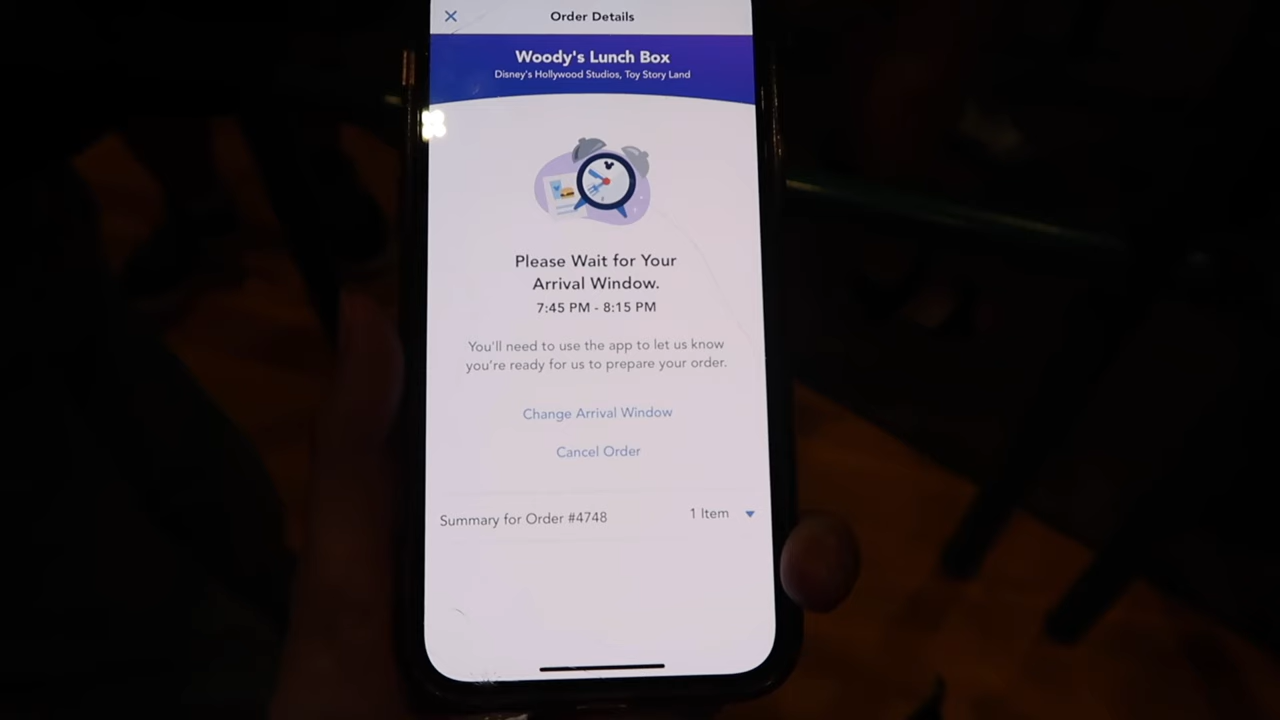 Order Details
Woody's Lunch Box
Disney's Hollywood Studios, Toy Story Land
Please Wait for Your
Arrival Window.
7:45 PM - 8:15 PM
You'll need to use the app to let us know
you're ready for us to prepare your order.
Change Arrival Window
Cancel Order
Summary for Order #4748 1 Item